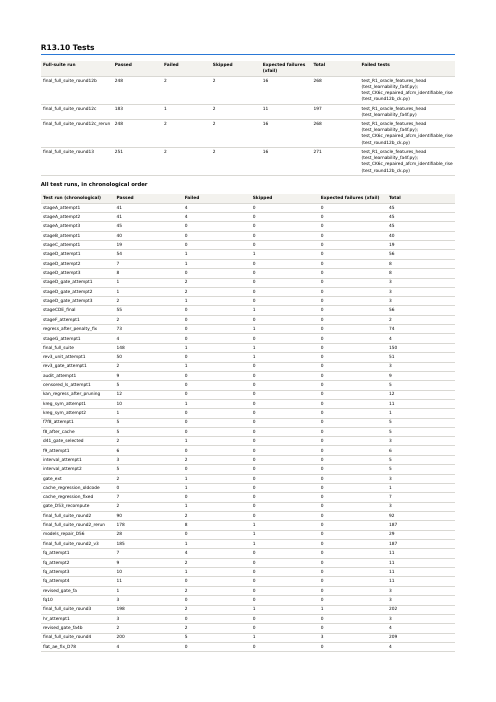 R13.10 Tests
Full-suite run Passed Failed Skipped Expected failures (xfail) Total Failed tests
final_full_suite_round12b 248 2 2 16 268 test_R1_oracle_features_head
(test_learnability_fa4f.py);
test_CK6c_repaired_afcm_identifiable_rise
(test_round12b_ck.py)
final_full_suite_round12c 183 1 2 11 197 test_R1_oracle_features_head
(test_learnability_fa4f.py)
final_full_suite_round12c_rerun 248 2 2 16 268 test_R1_oracle_features_head
(test_learnability_fa4f.py);
test_CK6c_repaired_afcm_identifiable_rise
(test_round12b_ck.py)
final_full_suite_round13 251 2 2 16 271 test_R1_oracle_features_head
(test_learnability_fa4f.py);
test_CK6c_repaired_afcm_identifiable_rise
(test_round12b_ck.py)
All test runs, in chronological order
Test run (chronological) Passed Failed Skipped Expected failures (xfail) Total
stageA_attempt1 41 4 0 0 45
stageA_attempt2 41 4 0 0 45
stageA_attempt3 45 0 0 0 45
stageB_attempt1 40 0 0 0 40
stageC_attempt1 19 0 0 0 19
stageD_attempt1 54 1 1 0 56
stageD_attempt2 7 1 0 0 8
stageD_attempt3 8 0 0 0 8
stageD_gate_attempt1 1 2 0 0 3
stageD_gate_attempt2 1 2 0 0 3
stageD_gate_attempt3 2 1 0 0 3
stageCDE_final 55 0 1 0 56
stageF_attempt1 2 0 0 0 2
regress_after_penalty_fix 73 0 1 0 74
stageG_attempt1 4 0 0 0 4
final_full_suite 148 1 1 0 150
rev3_unit_attempt1 50 0 1 0 51
rev3_gate_attempt1 2 1 0 0 3
audit_attempt1 9 0 0 0 9
censored_ls_attempt1 5 0 0 0 5
kan_regress_after_pruning 12 0 0 0 12
kreg_sym_attempt1 10 1 0 0 11
kreg_sym_attempt2 1 0 0 0 1
f7f8_attempt1 5 0 0 0 5
f8_after_cache 5 0 0 0 5
d41_gate_selected 2 1 0 0 3
f9_attempt1 6 0 0 0 6
interval_attempt1 3 2 0 0 5
interval_attempt2 5 0 0 0 5
gate_ext 2 1 0 0 3
cache_regression_oldcode 0 1 0 0 1
cache_regression_fixed 7 0 0 0 7
gate_D53_recompute 2 1 0 0 3
final_full_suite_round2 90 2 0 0 92
final_full_suite_round2_rerun 178 8 1 0 187
models_repair_D56 28 0 1 0 29
final_full_suite_round2_v3 185 1 1 0 187
fq_attempt1 7 4 0 0 11
fq_attempt2 9 2 0 0 11
fq_attempt3 10 1 0 0 11
fq_attempt4 11 0 0 0 11
revised_gate_fa 1 2 0 0 3
fq10 3 0 0 0 3
final_full_suite_round3 198 2 1 1 202
hr_attempt1 3 0 0 0 3
revised_gate_fa4b 2 2 0 0 4
final_full_suite_round4 200 5 1 3 209
flat_ae_fix_D78 4 0 0 0 4